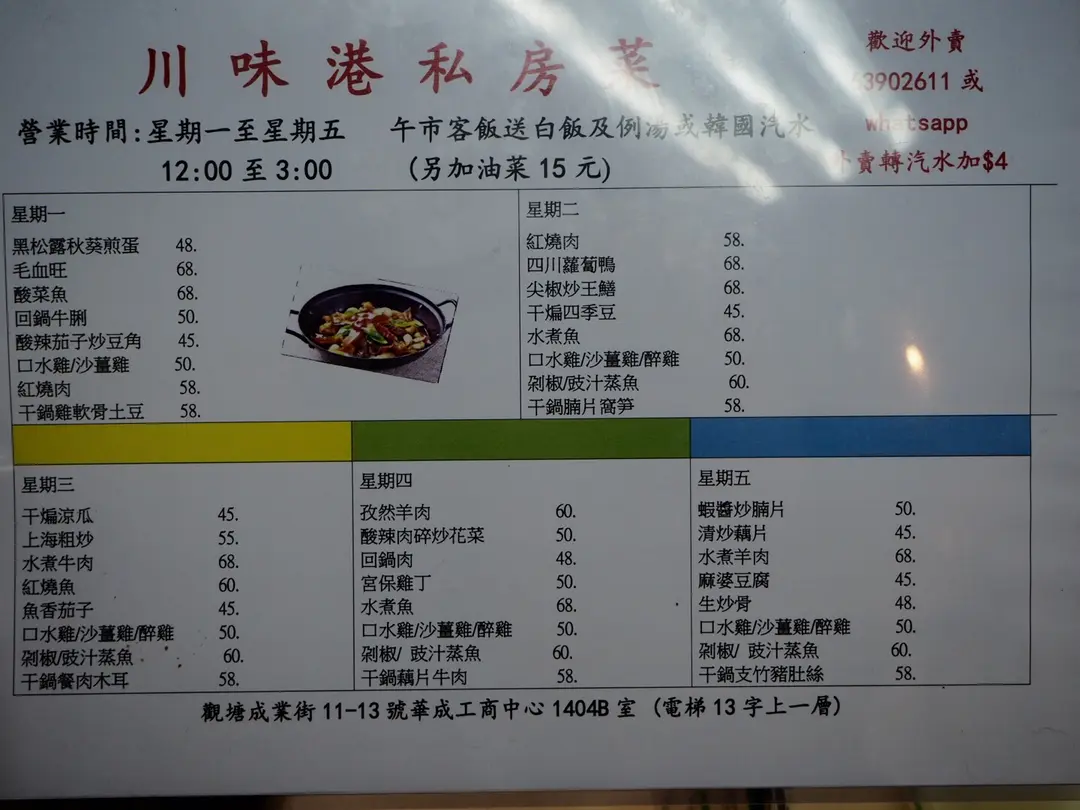 川味港私房菜
歡迎外賣
63902611 或
whatsapp
外賣轉汽水加$4
營業時間:星期一至星期五 午市客飯送白飯及例湯或韓國汽水
12:00 至 3:00 (另加油菜 15 元)
星期一
黑松露秋葵煎蛋 48.
毛血旺 68.
酸菜魚 68.
回鍋牛脷 50.
酸辣茄子炒豆角 45.
口水雞/沙薑雞 50.
紅燒肉 58.
干鍋雞軟骨土豆 58.
星期二
紅燒肉 58.
四川蘿蔔鴨 68.
尖椒炒王鱔 68.
干煸四季豆 45.
水煮魚 68.
口水雞/沙薑雞/醉雞 50.
剁椒/豉汁蒸魚 60.
干鍋腩片窩笋 58.
星期三
干煸涼瓜 45.
上海粗炒 55.
水煮牛肉 68.
紅燒魚 60.
魚香茄子 45.
口水雞/沙薑雞/醉雞 50.
剁椒/豉汁蒸魚 60.
干鍋餐肉木耳 58.
星期四
孜然羊肉 60.
酸辣肉碎炒花菜 50.
回鍋肉 48.
宮保雞丁 50.
水煮魚 68.
口水雞/沙薑雞/醉雞 50.
剁椒/ 豉汁蒸魚 60.
干鍋藕片牛肉 58.
星期五
蝦醬炒腩片 50.
清炒藕片 45.
水煮羊肉 68.
麻婆豆腐 45.
生炒骨 48.
口水雞/沙薑雞/醉雞 50.
剁椒/ 豉汁蒸魚 60.
干鍋支竹豬肚絲 58.
觀塘成業街 11-13 號華成工商中心 1404B 室 (電梯 13 字上一層)